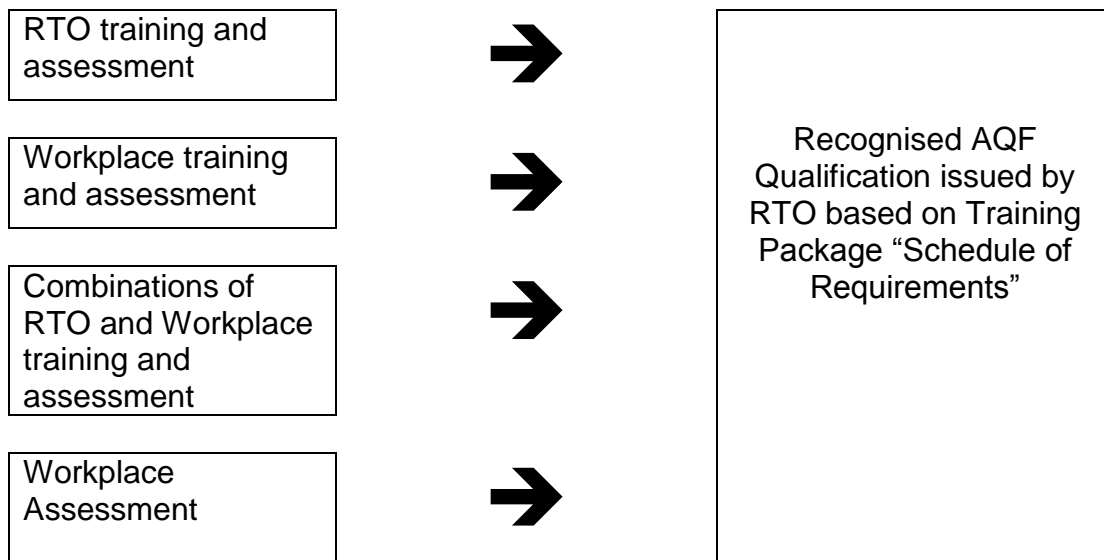 RTO training and
assessment
Workplace training
and assessment
Combinations of
RTO and Workplace
training and
assessment
Workplace
Assessment
Recognised AQF
Qualification issued by
RTO based on Training
Package “Schedule of
Requirements”